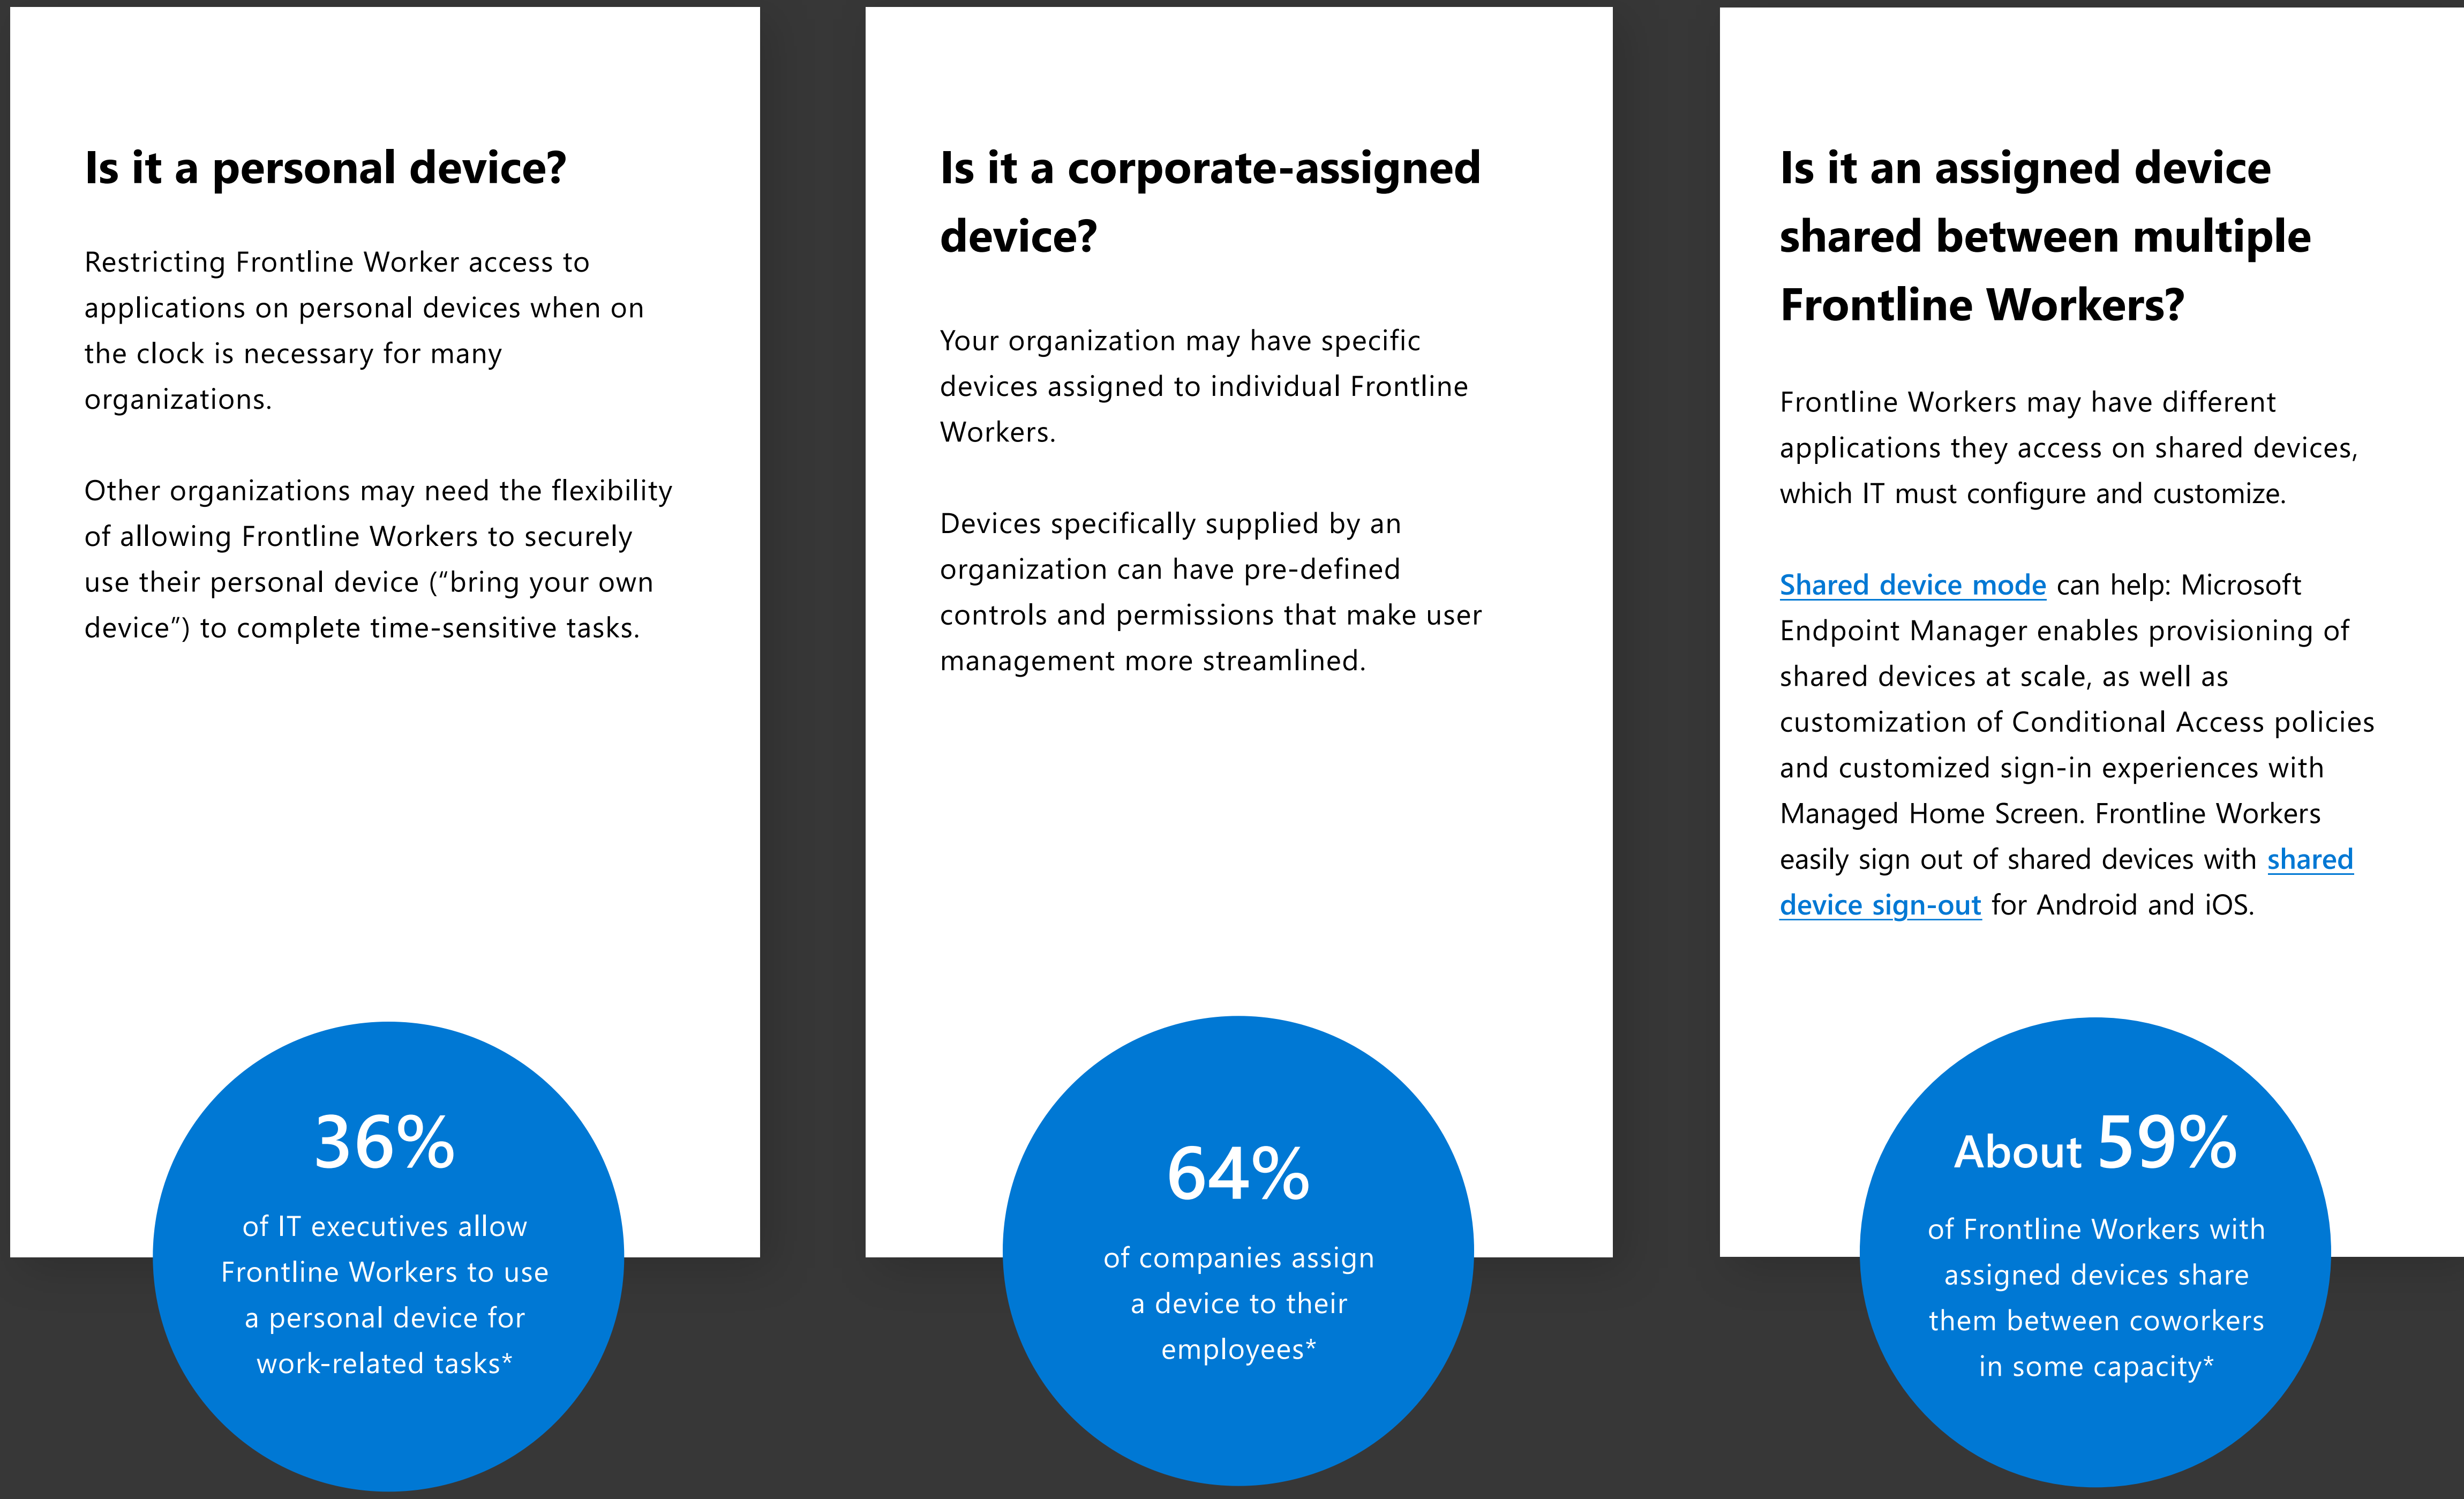 Is it a personal device?
Restricting Frontline Worker access to
applications on personal devices when on
the clock is necessary for many
organizations.
Other organizations may need the flexibility
of allowing Frontline Workers to securely
use their personal device (“bring your own
device”) to complete time-sensitive tasks.
36%
of IT executives allow
Frontline Workers to use
a personal device for
work-related tasks*
Is it a corporate-assigned
device?
Your organization may have specific
devices assigned to individual Frontline
Workers.
Devices specifically supplied by an
organization can have pre-defined
controls and permissions that make user
management more streamlined.
64%
of companies assign
a device to their
employees*
Is it an assigned device
shared between multiple
Frontline Workers?
Frontline Workers may have different
applications they access on shared devices,
which IT must configure and customize.
Shared device mode can help: Microsoft
Endpoint Manager enables provisioning of
shared devices at scale, as well as
customization of Conditional Access policies
and customized sign-in experiences with
Managed Home Screen. Frontline Workers
easily sign out of shared devices with shared
device sign-out for Android and iOS.
About 59%
of Frontline Workers with
assigned devices share
them between coworkers
in some capacity*